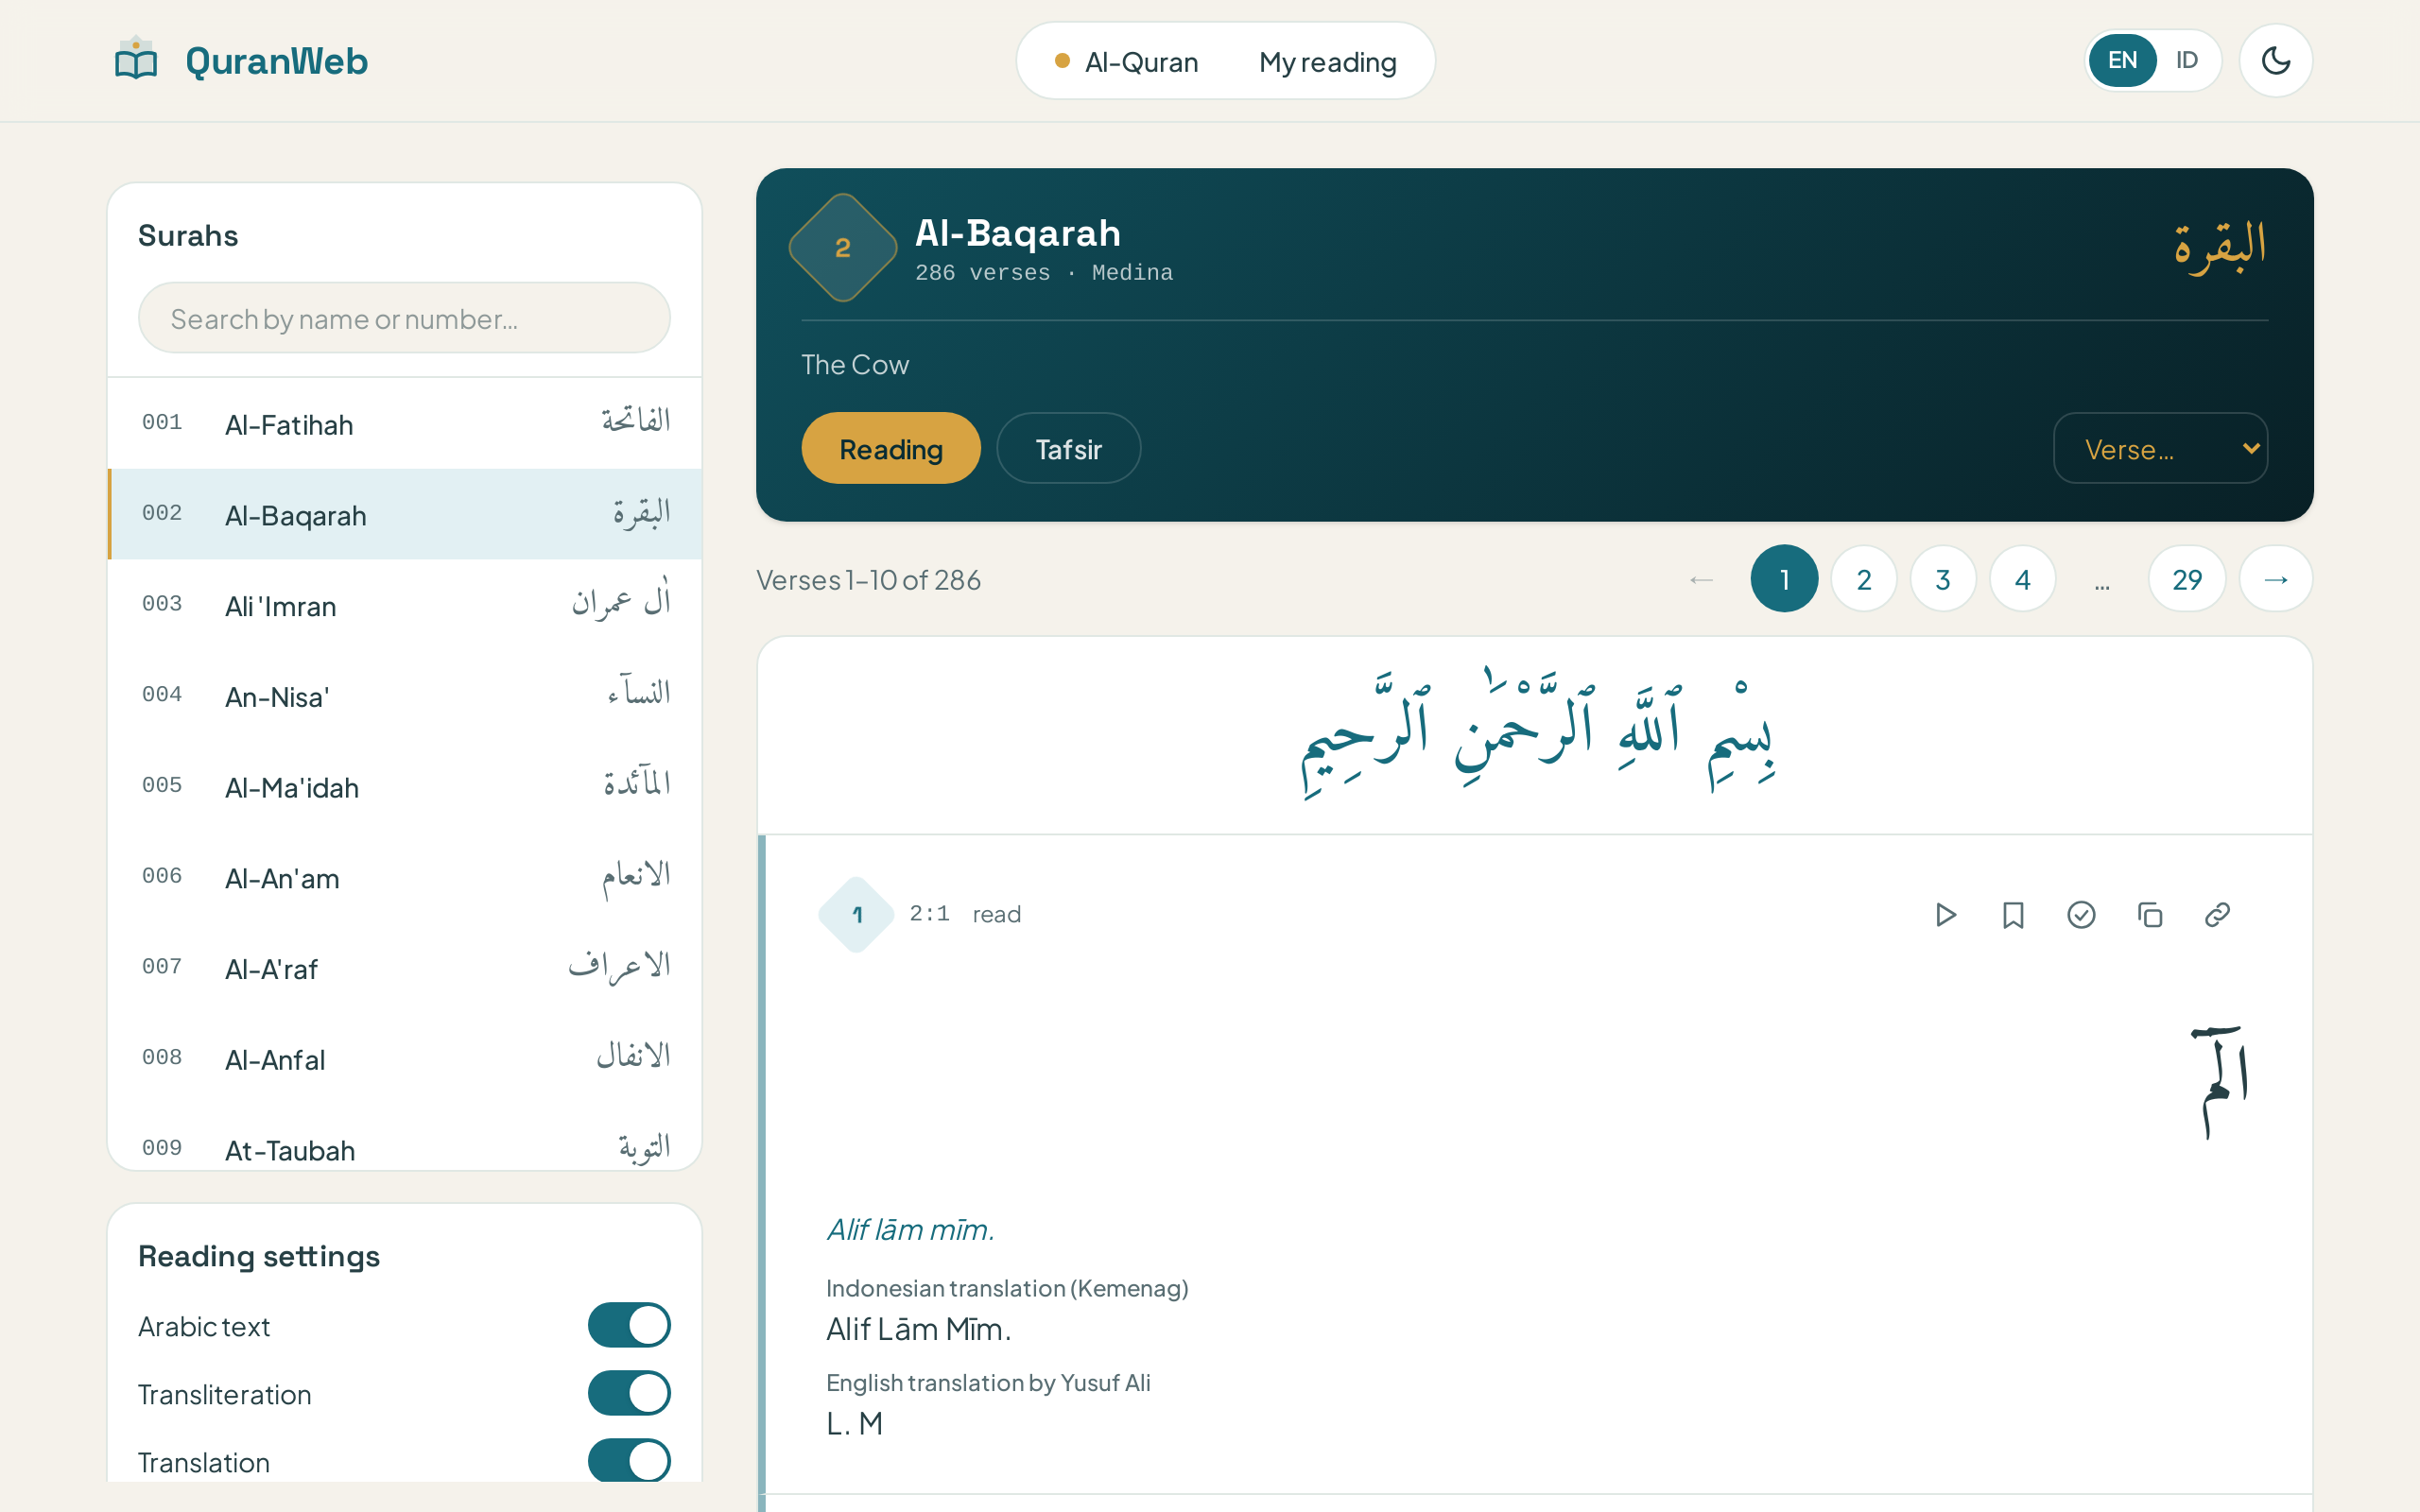 QuranWeb
Al-Quran
My reading
EN
ID
Surahs
Search by name or number...
001 Al-Fatihah الفاتحة
002 Al-Baqarah البقرة
003 Ali 'Imran اٰل عمران
004 An-Nisa' النسآء
005 Al-Ma'idah المآئدة
006 Al-An'am الانعام
007 Al-A'raf الاعراف
008 Al-Anfal الانفال
009 At-Taubah التوبة
Reading settings
Arabic text
Transliteration
Translation
2
Al-Baqarah
286 verses · Medina
البقرة
The Cow
Reading
Tafsir
Verse...
Verses 1–10 of 286
← 1 2 3 4 … 29 →
بِسْمِ ٱللَّهِ ٱلرَّحْمَٰنِ ٱلرَّحِيمِ
1 2:1 read
الٓمٓ
Alif lām mīm.
Indonesian translation (Kemenag)
Alif Lām Mīm.
English translation by Yusuf Ali
L. M